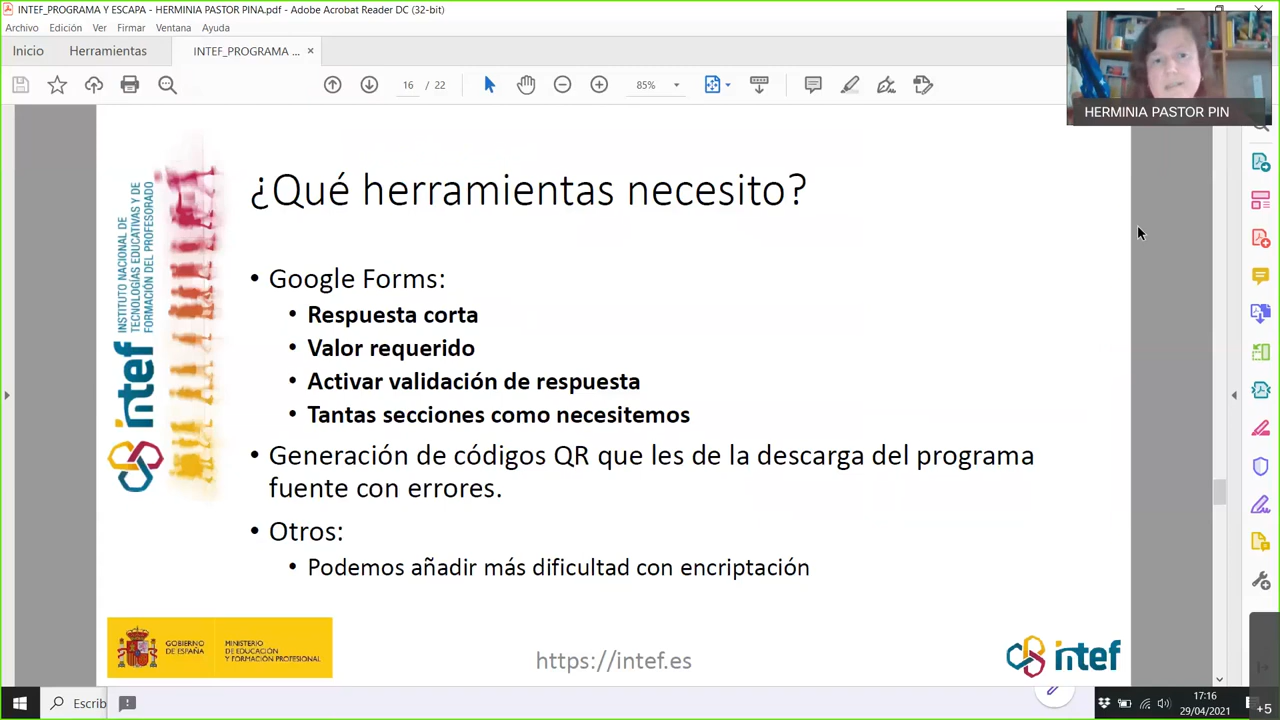 INTEF_PROGRAMA Y ESCAPA - HERMINIA PASTOR PINA.pdf - Adobe Acrobat Reader DC (32-bit)
Archivo Edición Ver Firmar Ventana Ayuda
Inicio Herramientas INTEF_PROGRAMA ... ×
16 / 22 85%
HERMINIA PASTOR PIN
INSTITUTO NACIONAL DE
TECNOLOGÍAS EDUCATIVAS Y DE
FORMACIÓN DEL PROFESORADO
intef
¿Qué herramientas necesito?
• Google Forms:
• Respuesta corta
• Valor requerido
• Activar validación de respuesta
• Tantas secciones como necesitemos
• Generación de códigos QR que les de la descarga del programa
fuente con errores.
• Otros:
• Podemos añadir más dificultad con encriptación
GOBIERNO
DE ESPAÑA
MINISTERIO
DE EDUCACIÓN
Y FORMACIÓN PROFESIONAL
https://intef.es
intef
Escrib
17:16
29/04/2021
+5